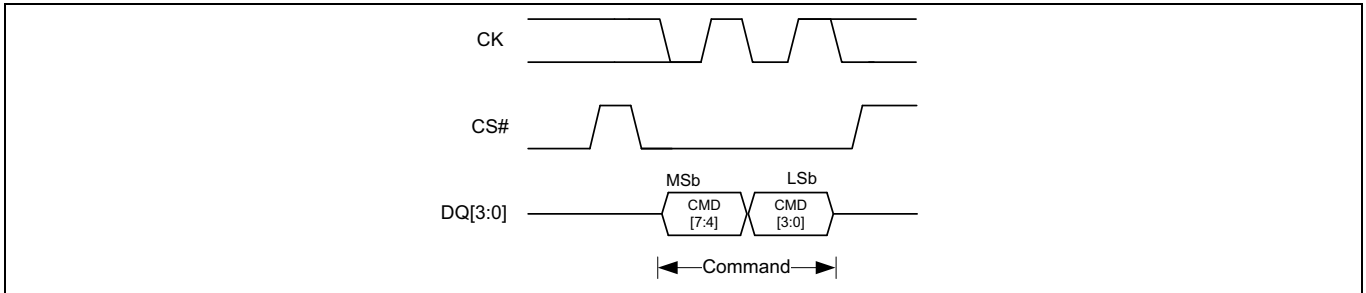 CK
CS#
MSb LSb
DQ[3:0] CMD CMD
[7:4] [3:0]
Command